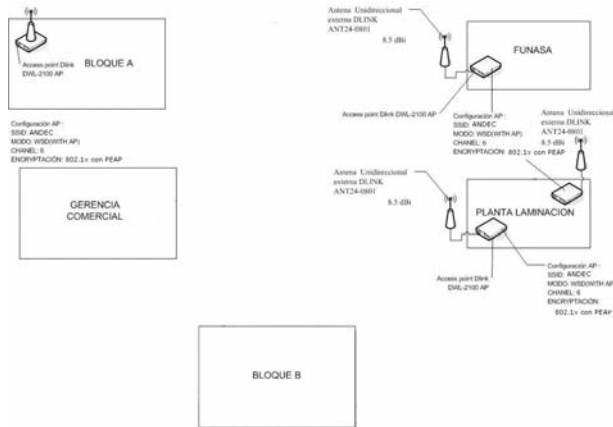 BLOQUE A
Access point Dlink
DWL-2100 AP
Configuración AP :
SSID: ANDEC
MODO: WSD(WITH AP)
CHANEL: 6
ENCRYPTACIÓN: 802.1x con PEAP
GERENCIA
COMERCIAL
BLOQUE B
Antena Unidireccional
externa DLINK
ANT24-0801
8.5 dBi
FUNASA
Access point Dlink DWL-2100 AP
Configuración AP :
SSID: ANDEC
MODO: WSD(WITH AP)
CHANEL: 6
ENCRYPTACIÓN: 802.1x con PEAP
Antena Unidireccional
externa DLINK
ANT24-0801
8.5 dBi
Antena Unidireccional
externa DLINK
ANT24-0801
8.5 dBi
PLANTA LAMINACION
Access point Dlink
DWL-2100 AP
Configuración AP :
SSID: ANDEC
MODO: WSD(WITH AP)
CHANEL: 6
ENCRYPTACIÓN:
802.1x con PEAP